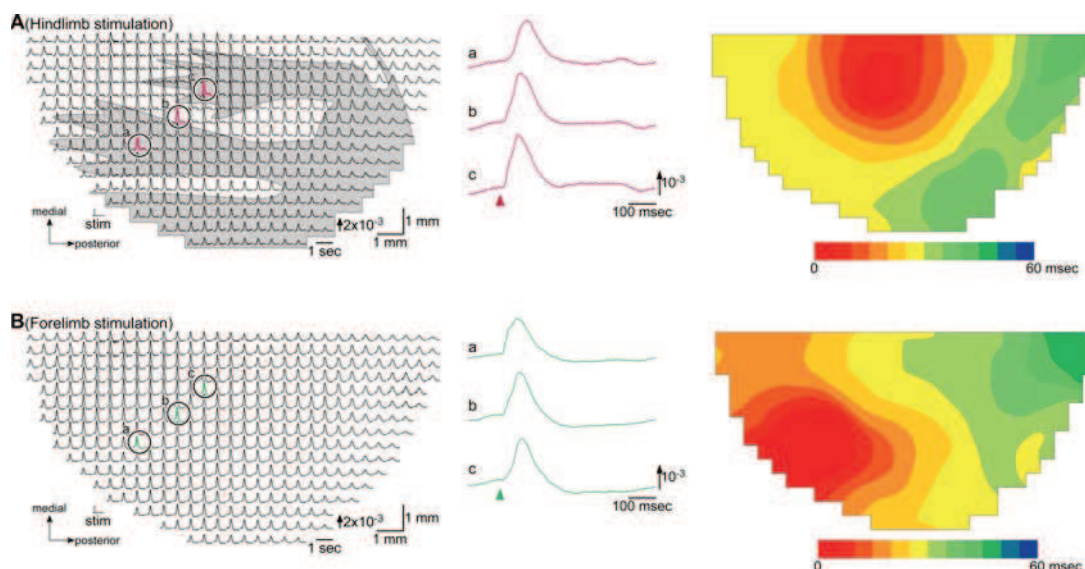 A (Hindlimb stimulation)
c
b
a
medial
posterior
stim
2x10-3
1 mm
1 mm
1 sec
a
b
c
10-3
100 msec
0
60 msec
B (Forelimb stimulation)
c
b
a
medial
posterior
stim
2x10-3
1 mm
1 mm
1 sec
a
b
c
10-3
100 msec
0
60 msec